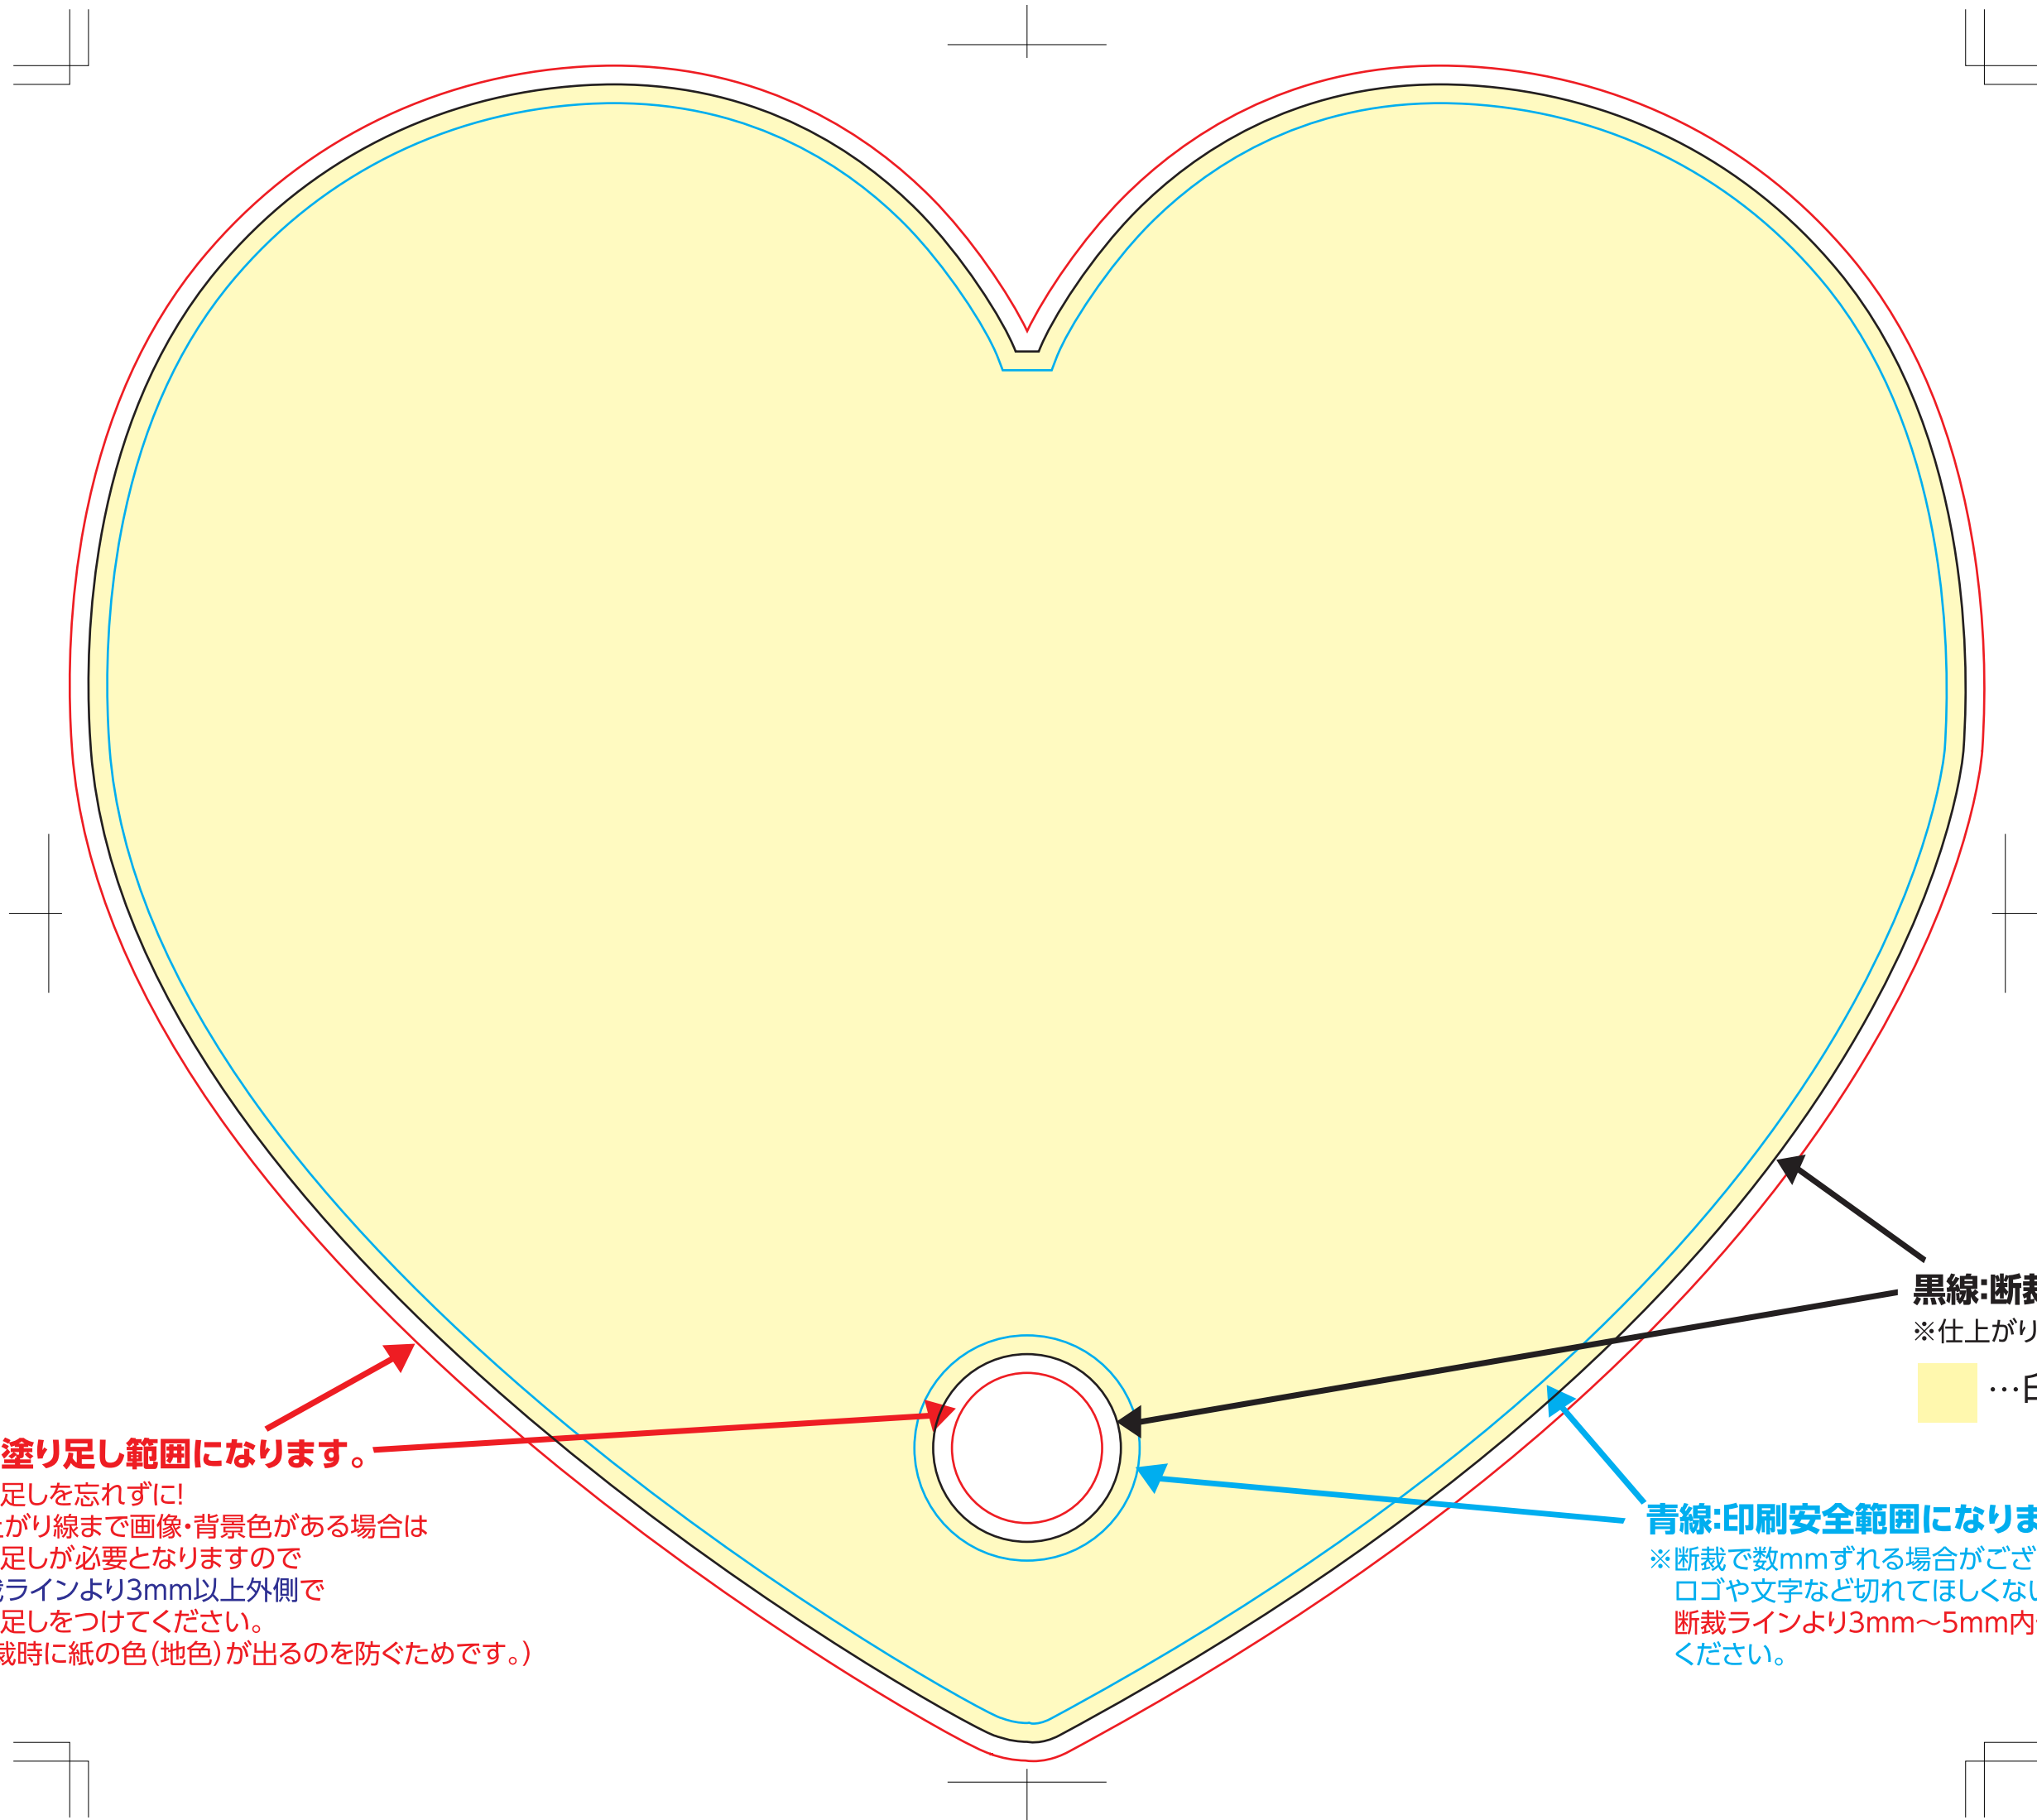 塗り足し範囲になります。
足しを忘れずに!
上がり線まで画像・背景色がある場合は
足しが必要となりますので
裁ラインより3mm以上外側で
足しを付けてください。
裁時に紙の色(地色)が出るのを防ぐためです。)
黒線:断裁
※仕上がり
…白
青線:印刷安全範囲になりま
※断裁で数mmずれる場合がござ
ロゴや文字など切れてほしくない
断裁より3mm〜5mm内
ください。